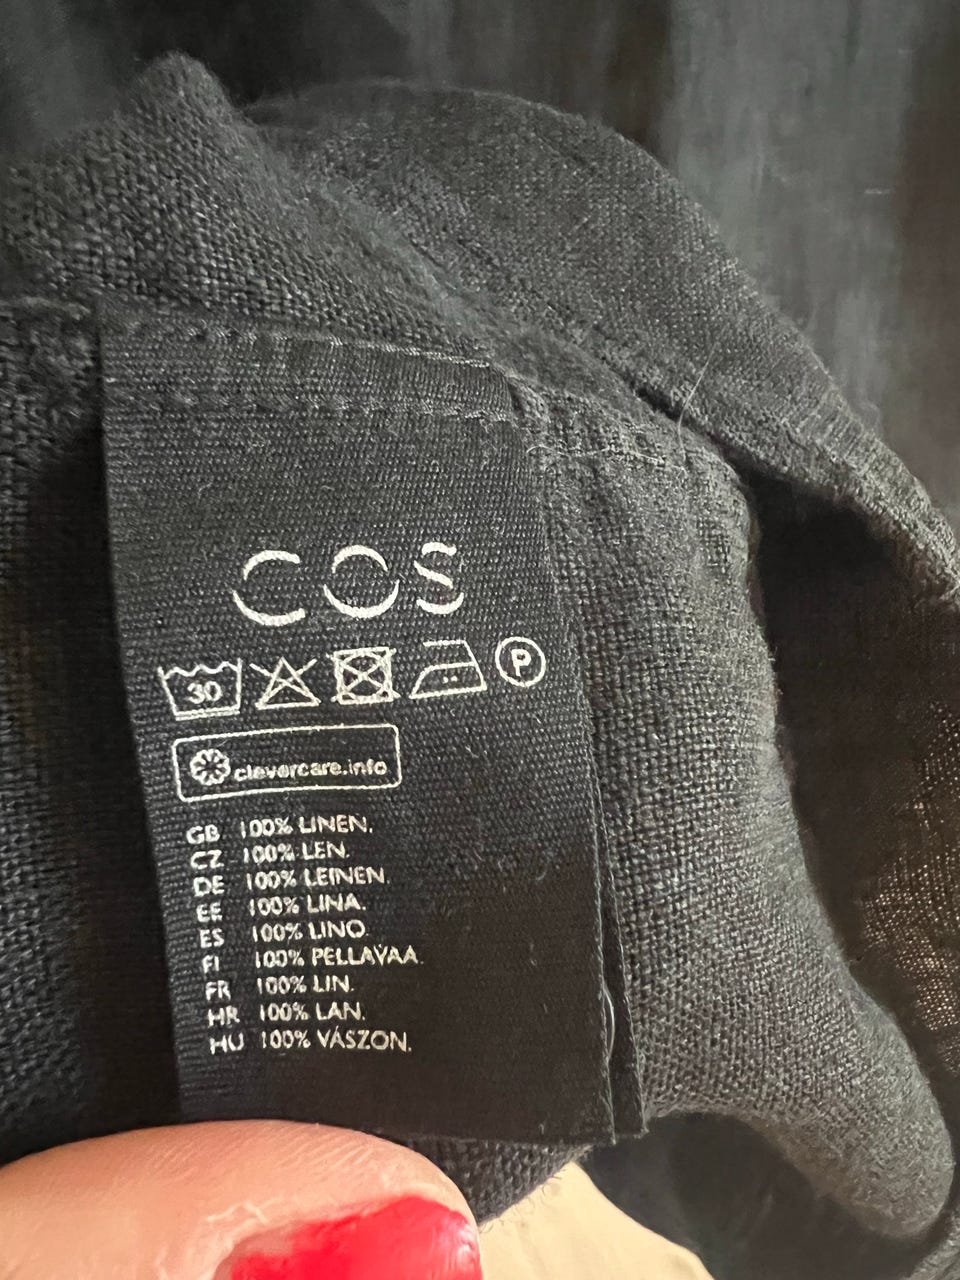 COS
30 P
clevercare.info
GB 100% LINEN.
CZ 100% LEN.
DE 100% LEINEN.
EE 100% LINA.
ES 100% LINO.
FI 100% PELLAVAA.
FR 100% LIN.
HR 100% LAN.
HU 100% VÁSZON.